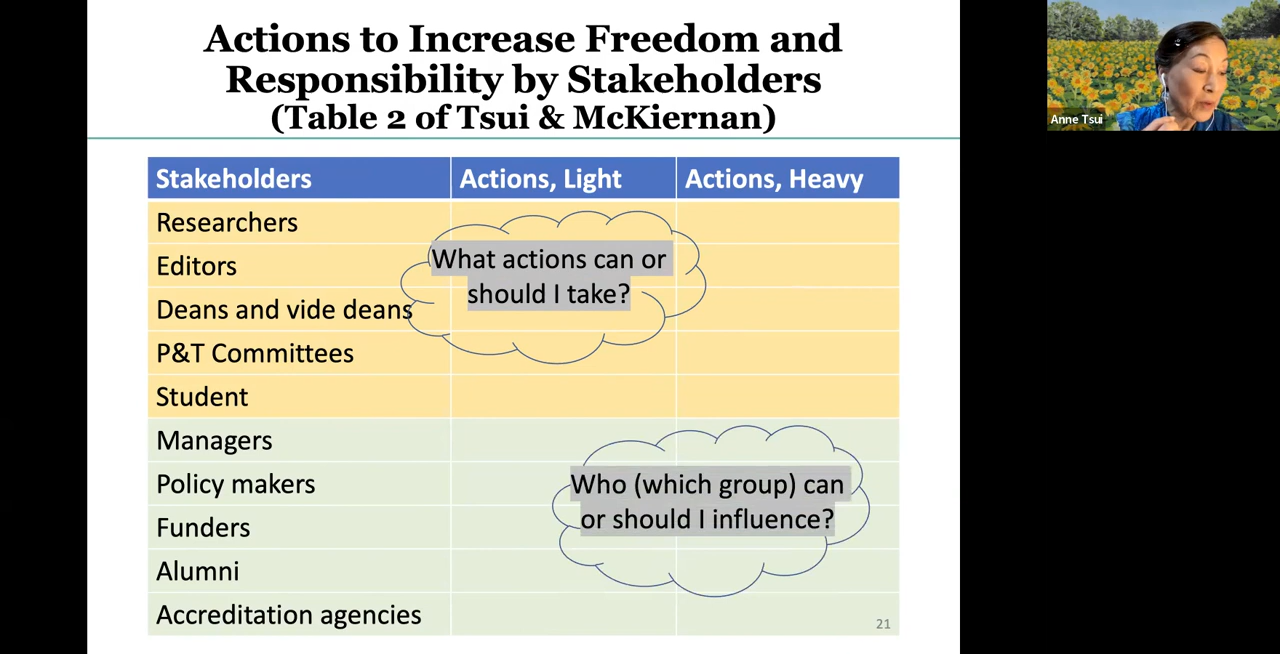 Actions to Increase Freedom and
Responsibility by Stakeholders
(Table 2 of Tsui & McKiernan)
Anne Tsui
Stakeholders
Actions, Light
Actions, Heavy
Researchers
Editors
Deans and vide deans
P&T Committees
Student
Managers
Policy makers
Funders
Alumni
Accreditation agencies
What actions can or
should I take?
Who (which group) can
or should I influence?
21